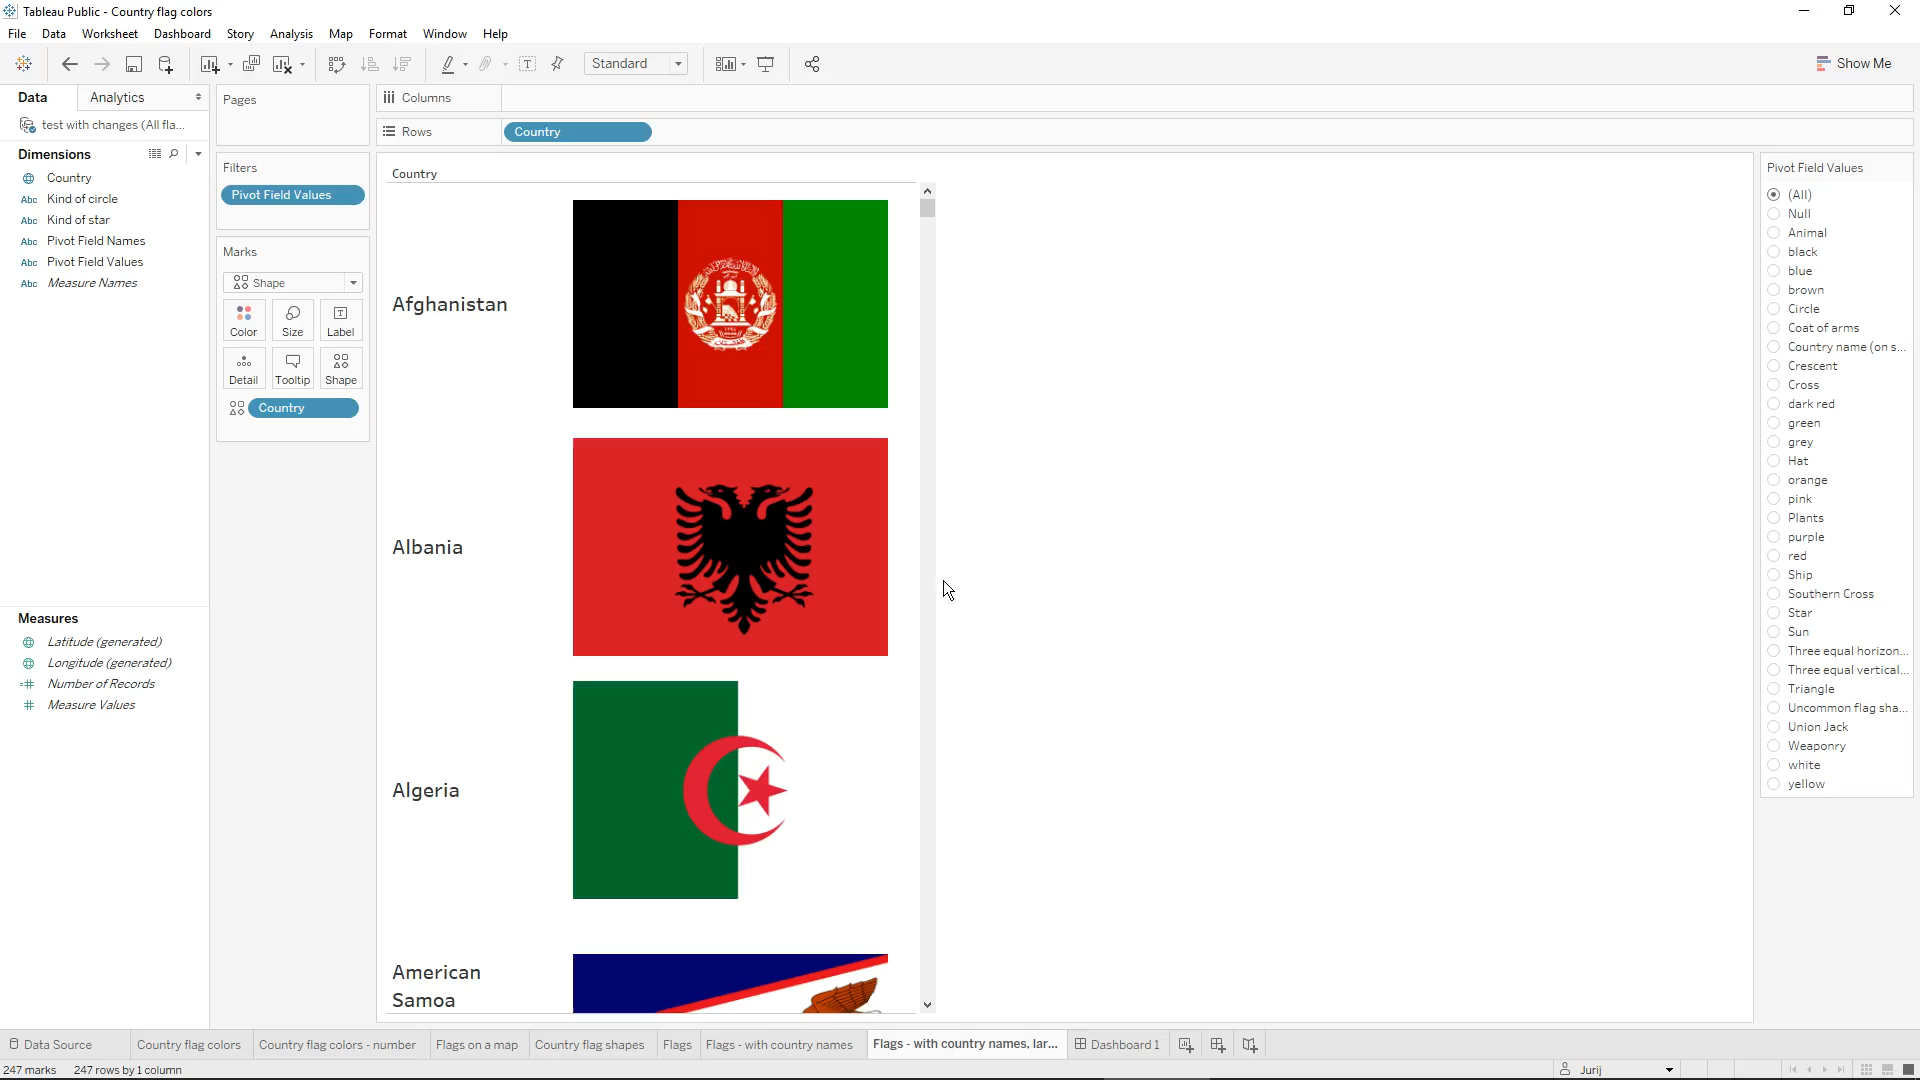 Tableau Public - Country flag colors
File Data Worksheet Dashboard Story Analysis Map Format Window Help
Standard
Show Me
Data
Analytics
test with changes (All fla...
Dimensions
Country
Abc Kind of circle
Abc Kind of star
Abc Pivot Field Names
Abc Pivot Field Values
Abc Measure Names
Measures
Latitude (generated)
Longitude (generated)
Number of Records
Measure Values
Pages
Filters
Pivot Field Values
Marks
Shape
Color Size Label
Detail Tooltip Shape
Country
Columns
Rows
Country
Country
Afghanistan
Albania
Algeria
American
Samoa
Pivot Field Values
(All)
Null
Animal
black
blue
brown
Circle
Coat of arms
Country name (on s...
Crescent
Cross
dark red
green
grey
Hat
orange
pink
Plants
purple
red
Ship
Southern Cross
Star
Sun
Three equal horizon...
Three equal vertical...
Triangle
Uncommon flag sha...
Union Jack
Weaponry
white
yellow
Data Source
Country flag colors
Country flag colors - number
Flags on a map
Country flag shapes
Flags
Flags - with country names
Flags - with country names, lar...
Dashboard 1
247 marks 247 rows by 1 column
Jurij